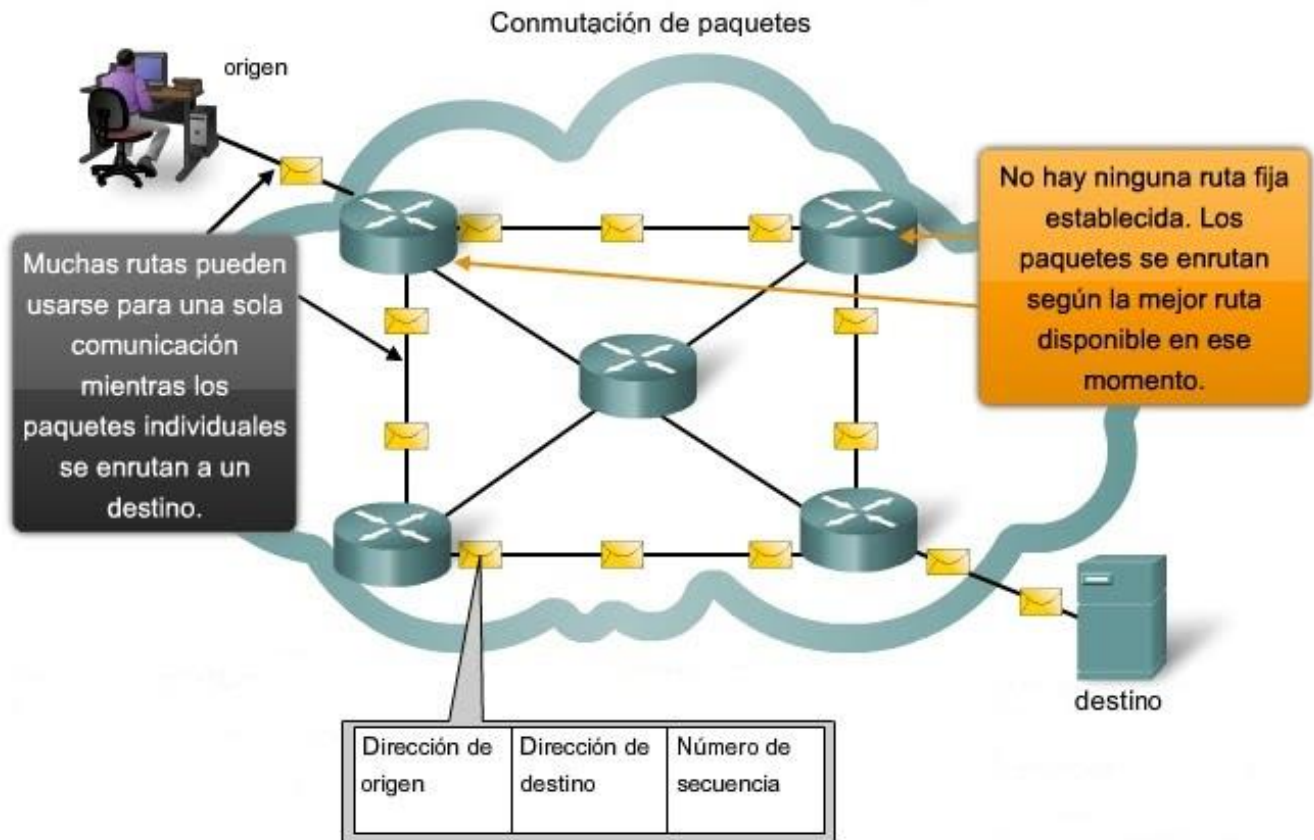 Conmutación de paquetes
origen
Muchas rutas pueden
usarse para una sola
comunicación
mientras los
paquetes individuales
se enrutan a un
destino.
No hay ninguna ruta fija
establecida. Los
paquetes se enrutan
según la mejor ruta
disponible en ese
momento.
destino
Dirección de
origen
Dirección de
destino
Número de
secuencia